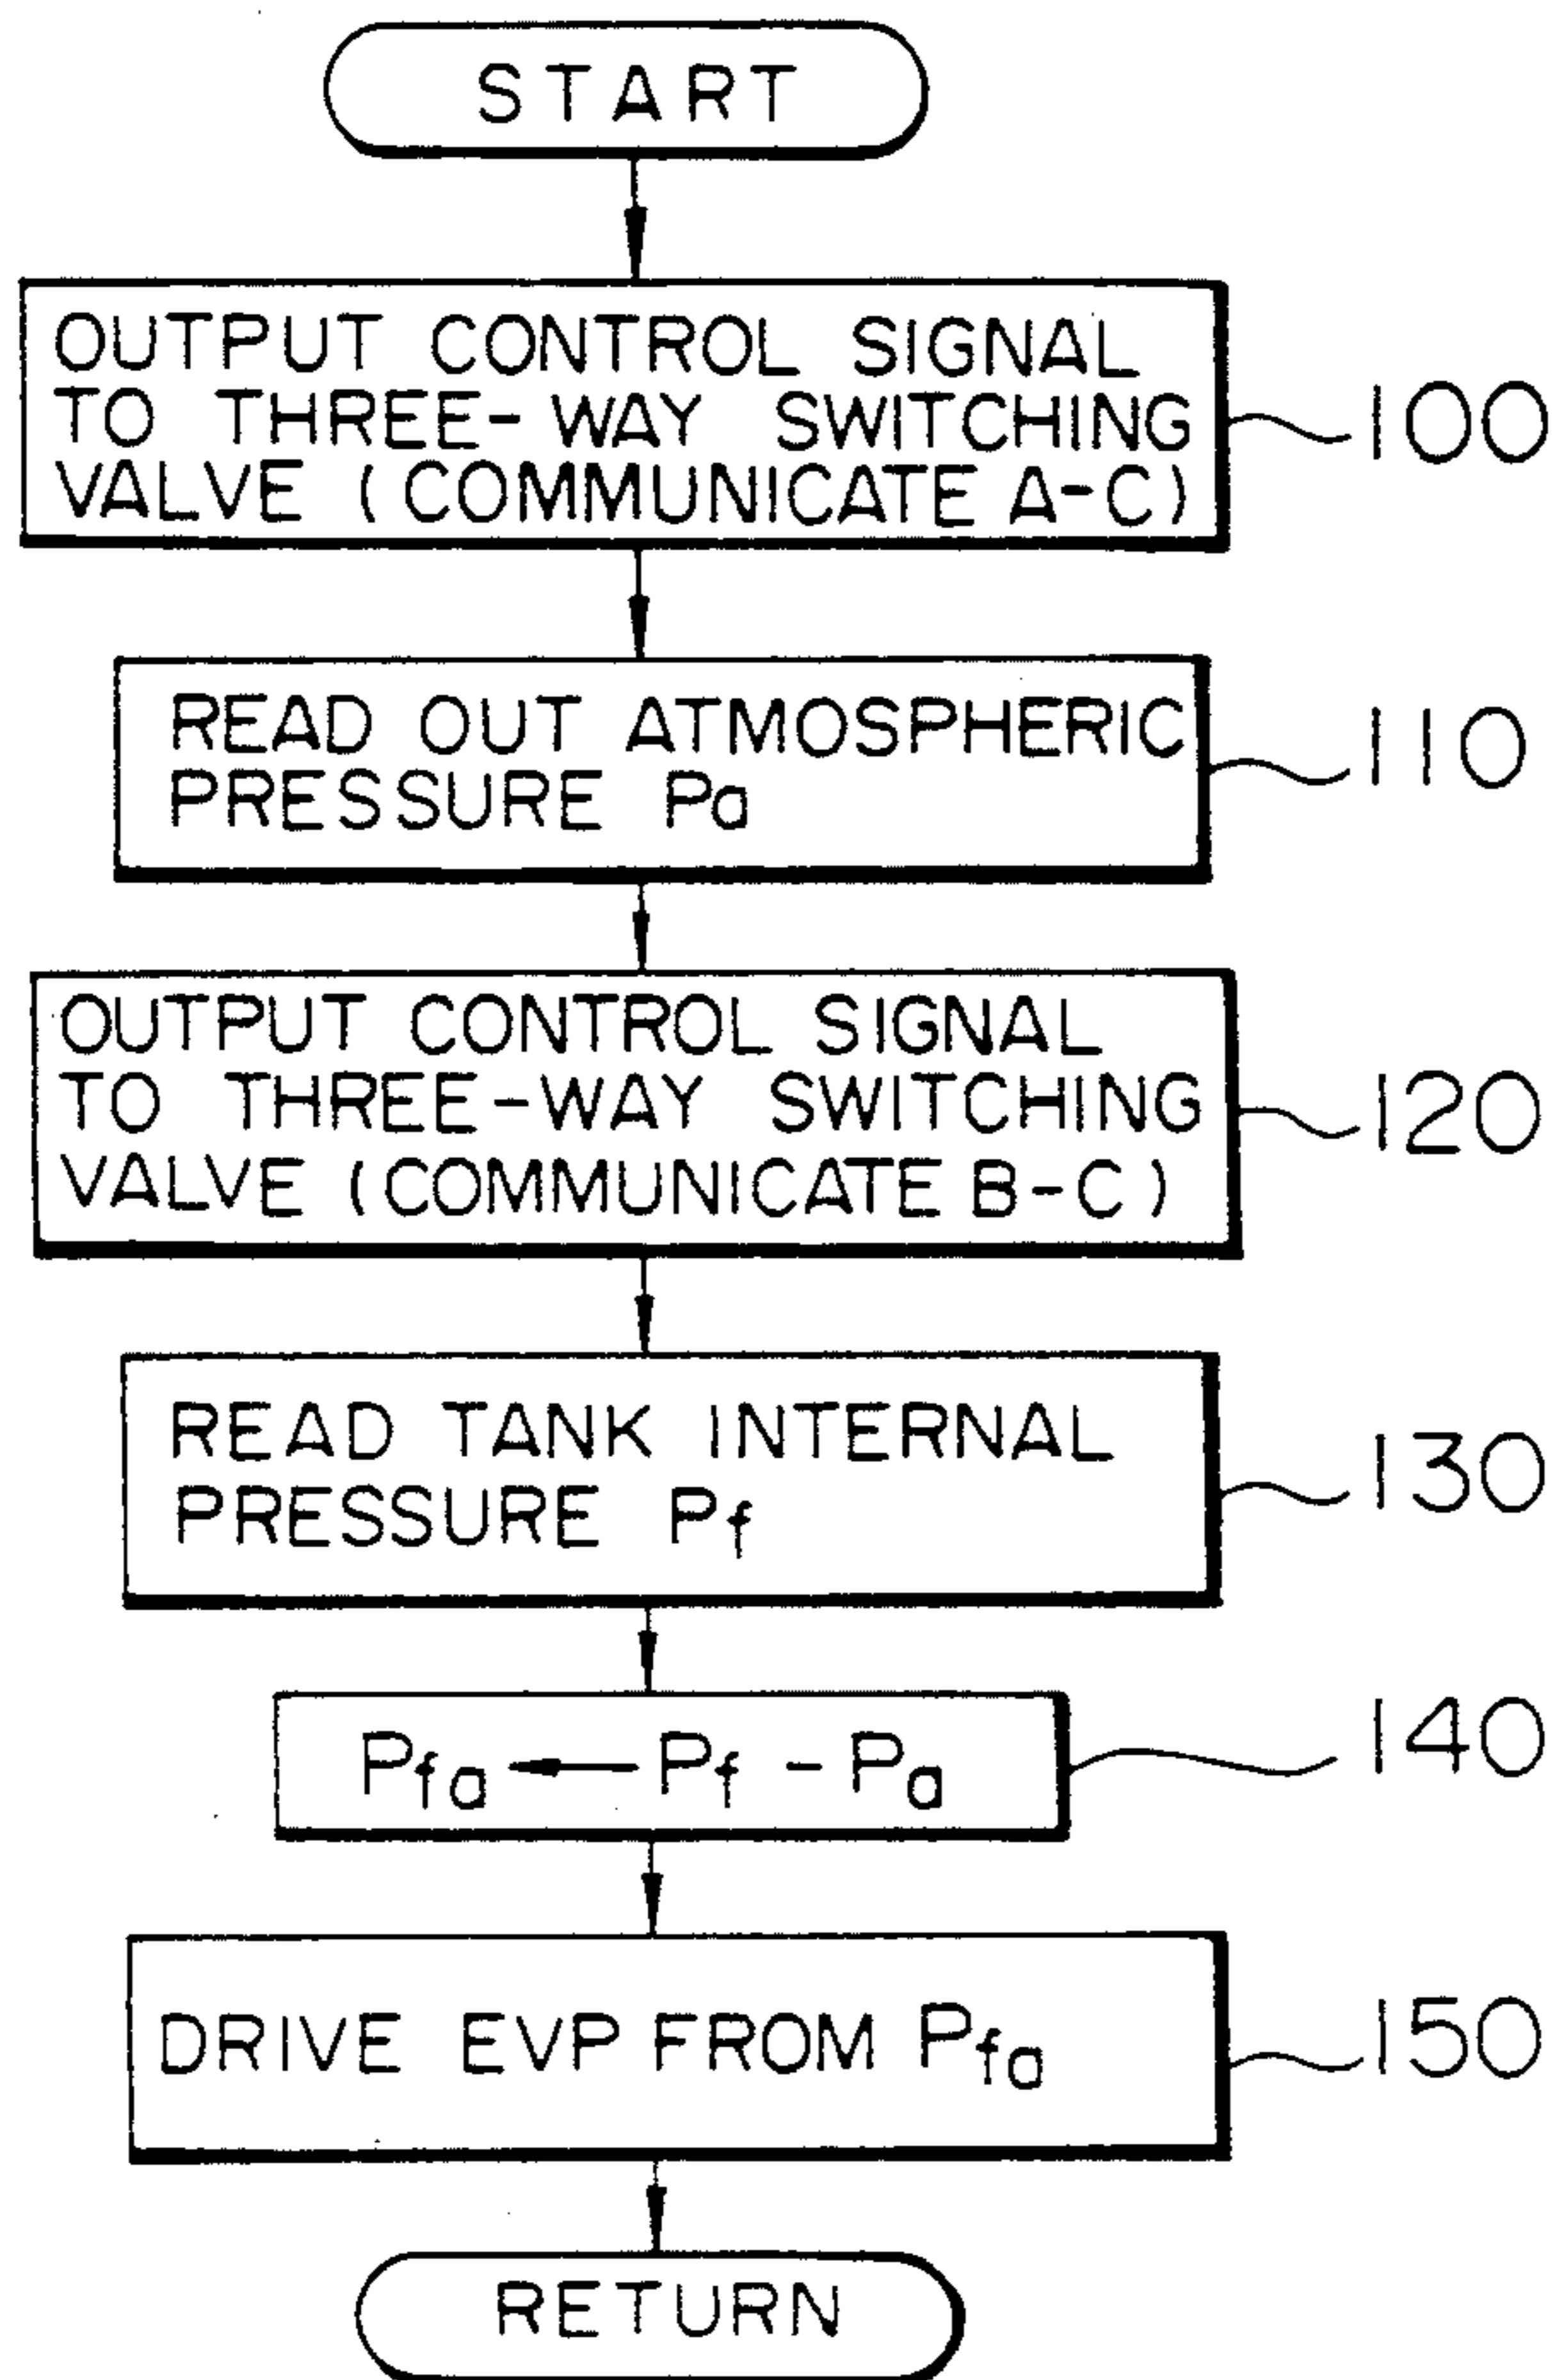 START
OUTPUT CONTROL SIGNAL
TO THREE-WAY SWITCHING
VALVE (COMMUNICATE A-C)
100
READ OUT ATMOSPHERIC
PRESSURE Pa
110
OUTPUT CONTROL SIGNAL
TO THREE-WAY SWITCHING
VALVE (COMMUNICATE B-C)
120
READ TANK INTERNAL
PRESSURE Pf
130
Pfa ← Pf - Pa
140
DRIVE EVP FROM Pfa
150
RETURN